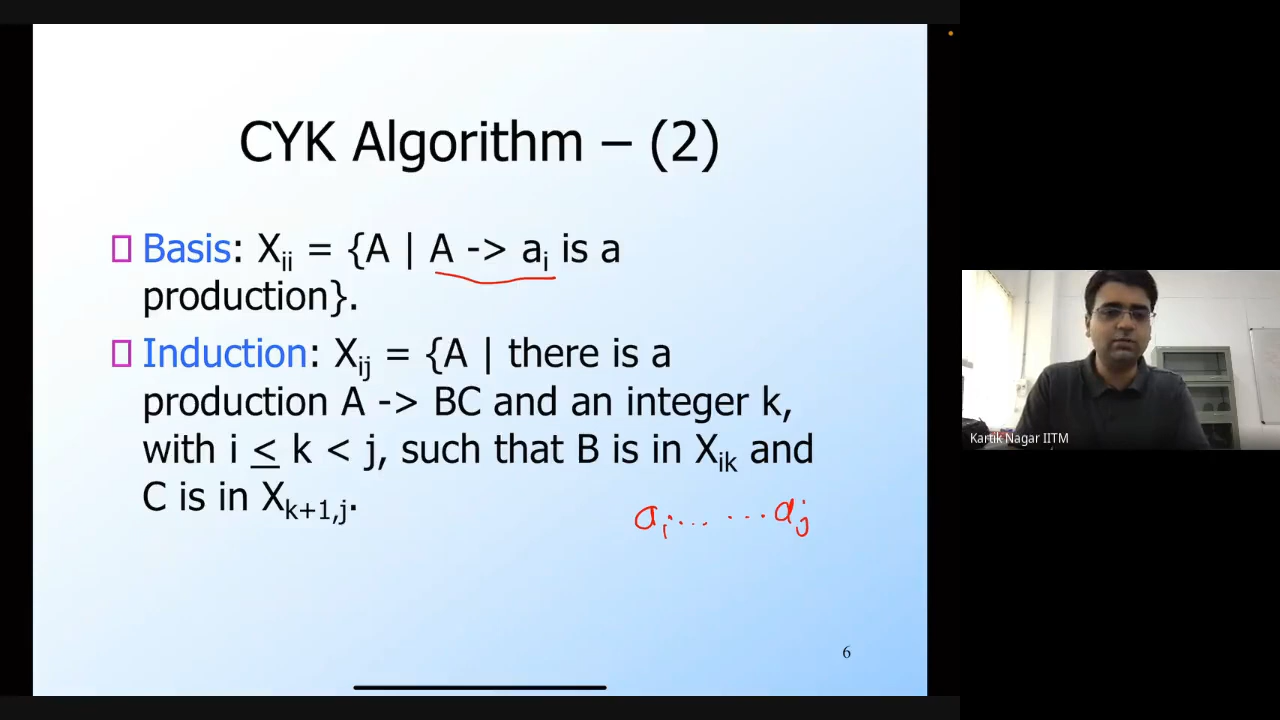 CYK Algorithm – (2)
Basis: Xii = {A | A -> ai is a
production}.
Induction: Xij = {A | there is a
production A -> BC and an integer k,
with i < k < j, such that B is in Xik and
C is in Xk+1,j.
ai... ...aj
6
Kartik Nagar IITM